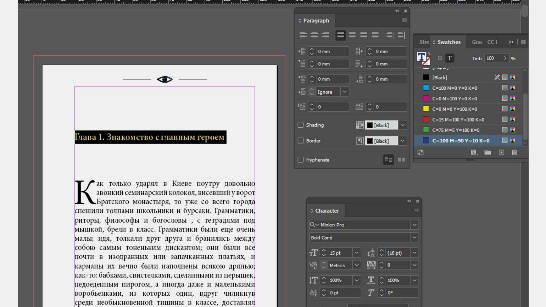 Глава 1. Знакомство с главным героем
Как только ударял в Киеве поутру довольно
звонкий семинарский колокол, висевший у ворот
Братского монастыря, то уже со всего города
спешили толпами школьники и бурсаки. Грамматики,
риторы, философы и богословы , с тетрадями под
мышкой, брели в класс. Грамматики были еще очень
малы; идя, толкали друг друга и бранились между
собою самым тоненьким дискантом; они были все
почти в изодранных или запачканных платьях, и
карманы их вечно были наполнены всякою дрянью;
как-то: бабками, свистелками, сделанными из перышек,
недоеденным пирогом, а иногда даже и маленькими
воробьенками, из которых один, вдруг чиликнув
среди необыкновенной тишины в классе, доставлял
Paragraph
0 mm
0 mm
0 mm
0 mm
0 mm
0 mm
Ignore
0
0
Shading
[Black]
Border
[Black]
Hyphenate
Swatches
CC l
T
Tint:
100
%
[Black]
C=100 M=0 Y=0 K=0
C=0 M=100 Y=0 K=0
C=0 M=0 Y=100 K=0
C=15 M=100 Y=100 K=0
C=75 M=5 Y=100 K=0
C=100 M=90 Y=10 K=0
Character
Minion Pro
Bold Cond
15 pt
(18 pt)
Metrics
0
100%
100%
0 pt
0°